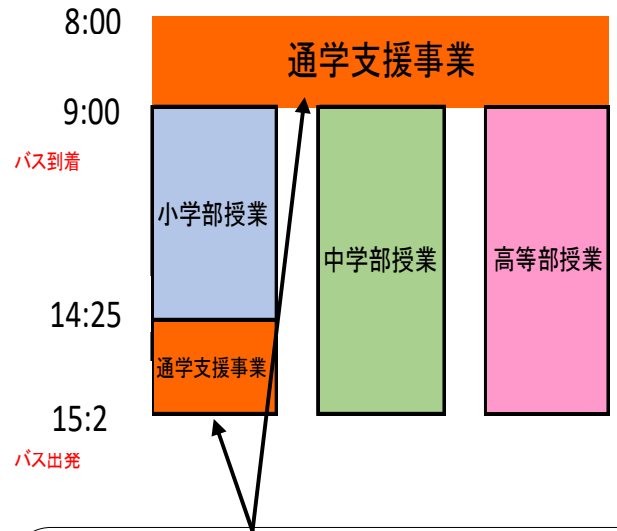 8:00
通学支援事業
9:00
バス到着
小学部授業
中学部授業
高等部授業
14:25
通学支援事業
15:2
バス出発